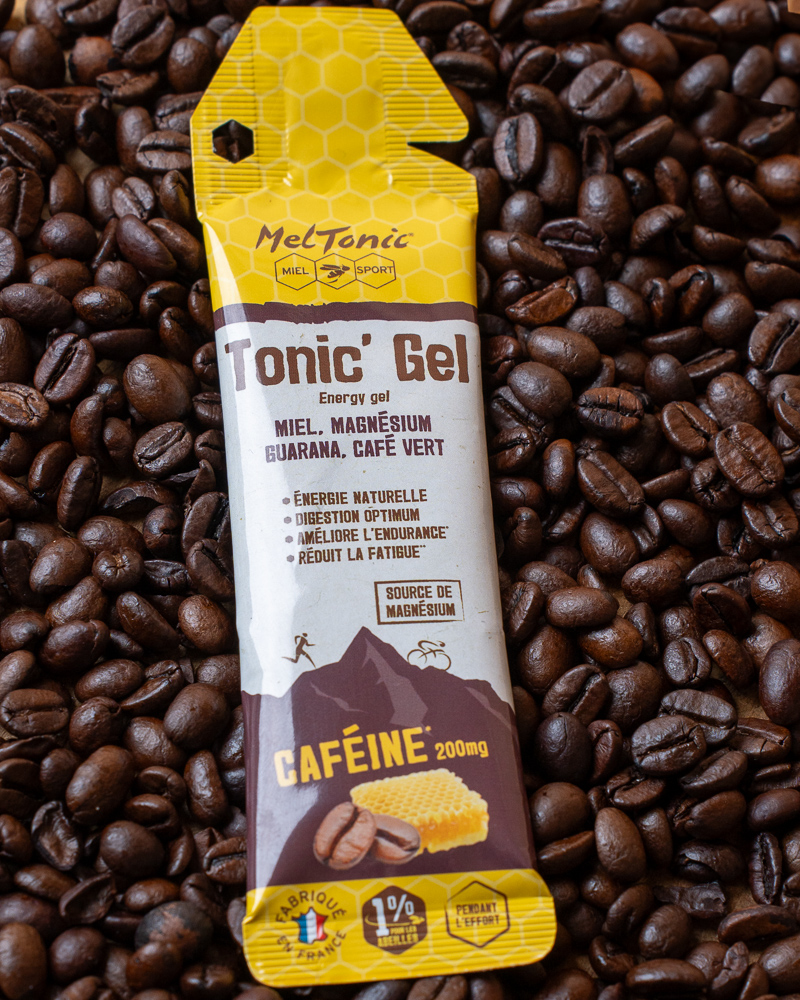 MelTonic
MIEL SPORT
Tonic' Gel
Energy gel
MIEL, MAGNÉSIUM
GUARANA, CAFÉ VERT
• ÉNERGIE NATURELLE
• DIGESTION OPTIMUM
• AMÉLIORE L'ENDURANCE*
• RÉDUIT LA FATIGUE**
SOURCE DE
MAGNÉSIUM
CAFÉINE* 200mg
FABRIQUÉ
EN FRANCE
1%
POUR LES
ABEILLES
PENDANT
L'EFFORT